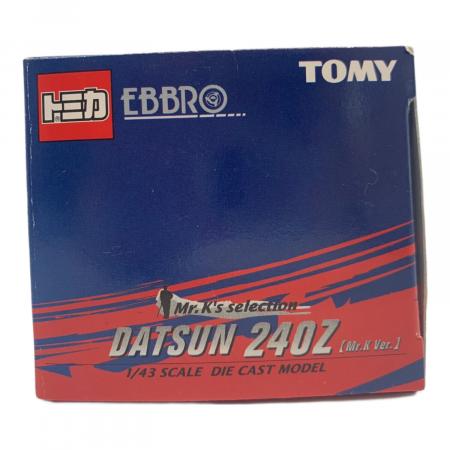 トミカ EBBRO TOMY
Mr.K's selection
DATSUN 240Z [Mr.K Ver.]
1/43 SCALE DIE CAST MODEL